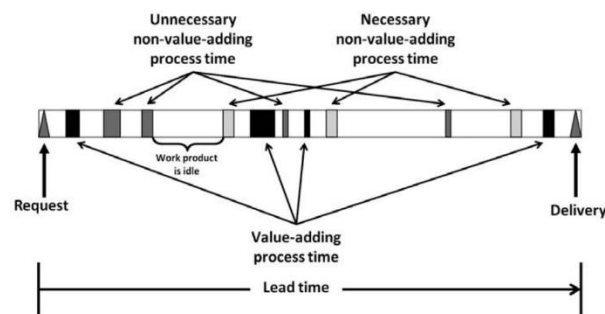 Unnecessary
non-value-adding
process time
Necessary
non-value-adding
process time
Work product
is idle
Request
Delivery
Value-adding
process time
Lead time